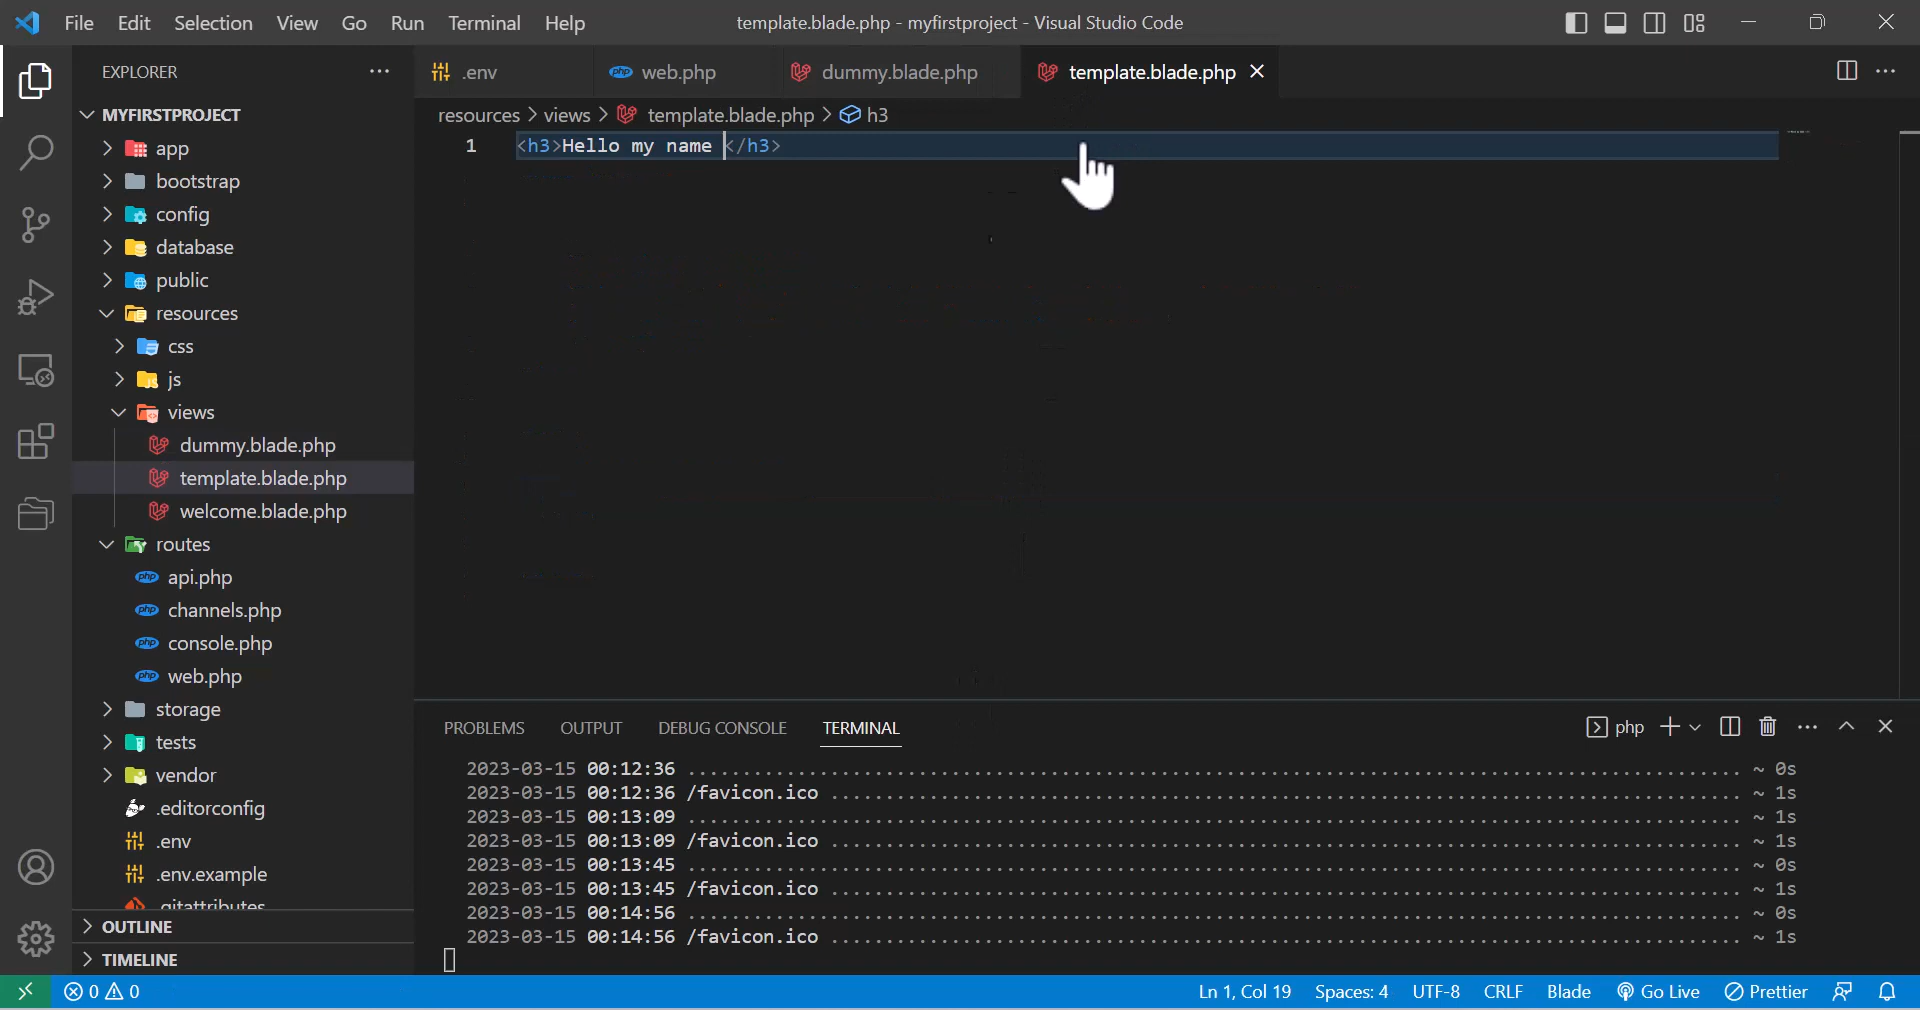 File Edit Selection View Go Run Terminal Help
template.blade.php - myfirstproject - Visual Studio Code
EXPLORER
MYFIRSTPROJECT
app
bootstrap
config
database
public
resources
css
js
views
dummy.blade.php
template.blade.php
welcome.blade.php
routes
php api.php
php channels.php
php console.php
php web.php
storage
tests
vendor
.editorconfig
.env
.env.example
.gitattributes
OUTLINE
TIMELINE
.env php web.php dummy.blade.php template.blade.php
resources > views > template.blade.php > h3
1 <h3>Hello my name </h3>
PROBLEMS OUTPUT DEBUG CONSOLE TERMINAL
php
2023-03-15 00:12:36 ........................................................................................ ~ 0s
2023-03-15 00:12:36 /favicon.ico ........................................................................... ~ 1s
2023-03-15 00:13:09 ........................................................................................ ~ 1s
2023-03-15 00:13:09 /favicon.ico ........................................................................... ~ 1s
2023-03-15 00:13:45 ........................................................................................ ~ 0s
2023-03-15 00:13:45 /favicon.ico ........................................................................... ~ 1s
2023-03-15 00:14:56 ........................................................................................ ~ 0s
2023-03-15 00:14:56 /favicon.ico ........................................................................... ~ 1s
0 0 Ln 1, Col 19 Spaces: 4 UTF-8 CRLF Blade Go Live Prettier